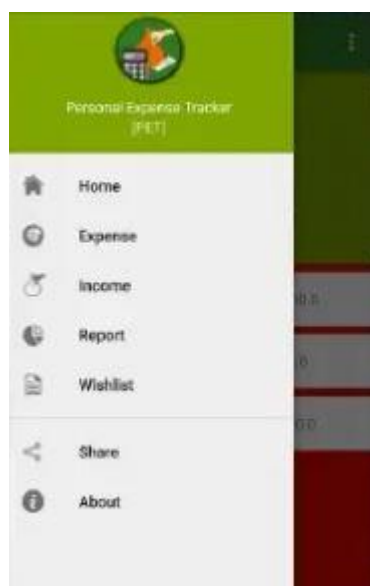 Personal Expense Tracker
[PET]
Home
Expense
Income
Report
Wishlist
Share
About